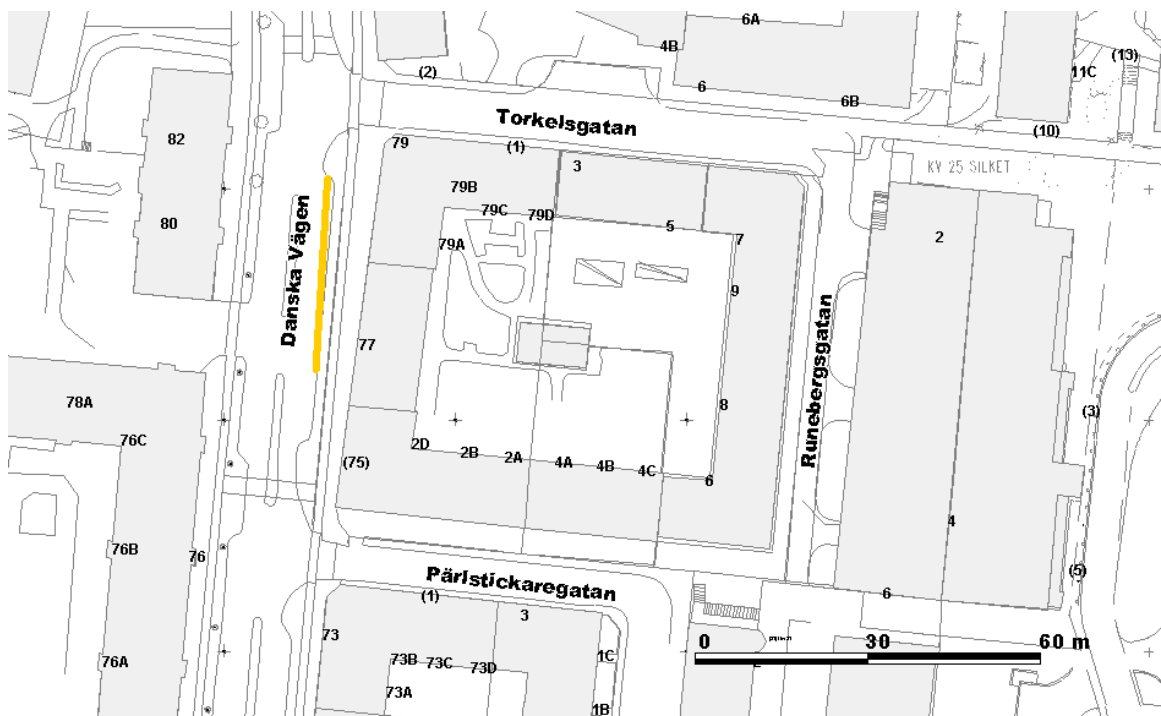 6A
4B
(2)
(13)
11C
6
6B
Torkelsgatan
(10)
82
79
(1)
3
KV 25 SILKET
79B
79C
79D
80
5
7
2
79A
Danska Vägen
9
77
Runebergsgatan
78A
8
(3)
76C
2D
2B
2A
4A
4B
4C
(75)
6
4
76B
76
Pärlstickaregatan
(5)
(1)
6
3
73
0
30
60 m
1C
76A
73B
73C
73D
2
73A
1B